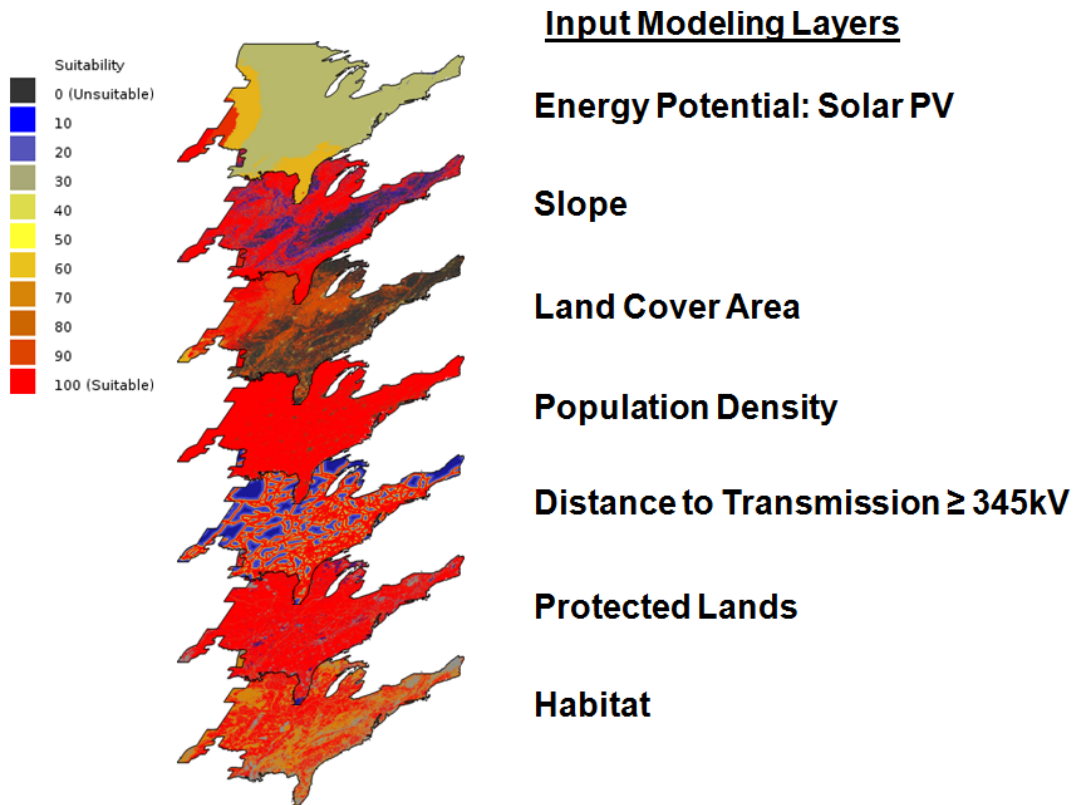 Input Modeling Layers
Suitability
0 (Unsuitable)
10
20
30
40
50
60
70
80
90
100 (Suitable)
Energy Potential: Solar PV
Slope
Land Cover Area
Population Density
Distance to Transmission ≥ 345kV
Protected Lands
Habitat